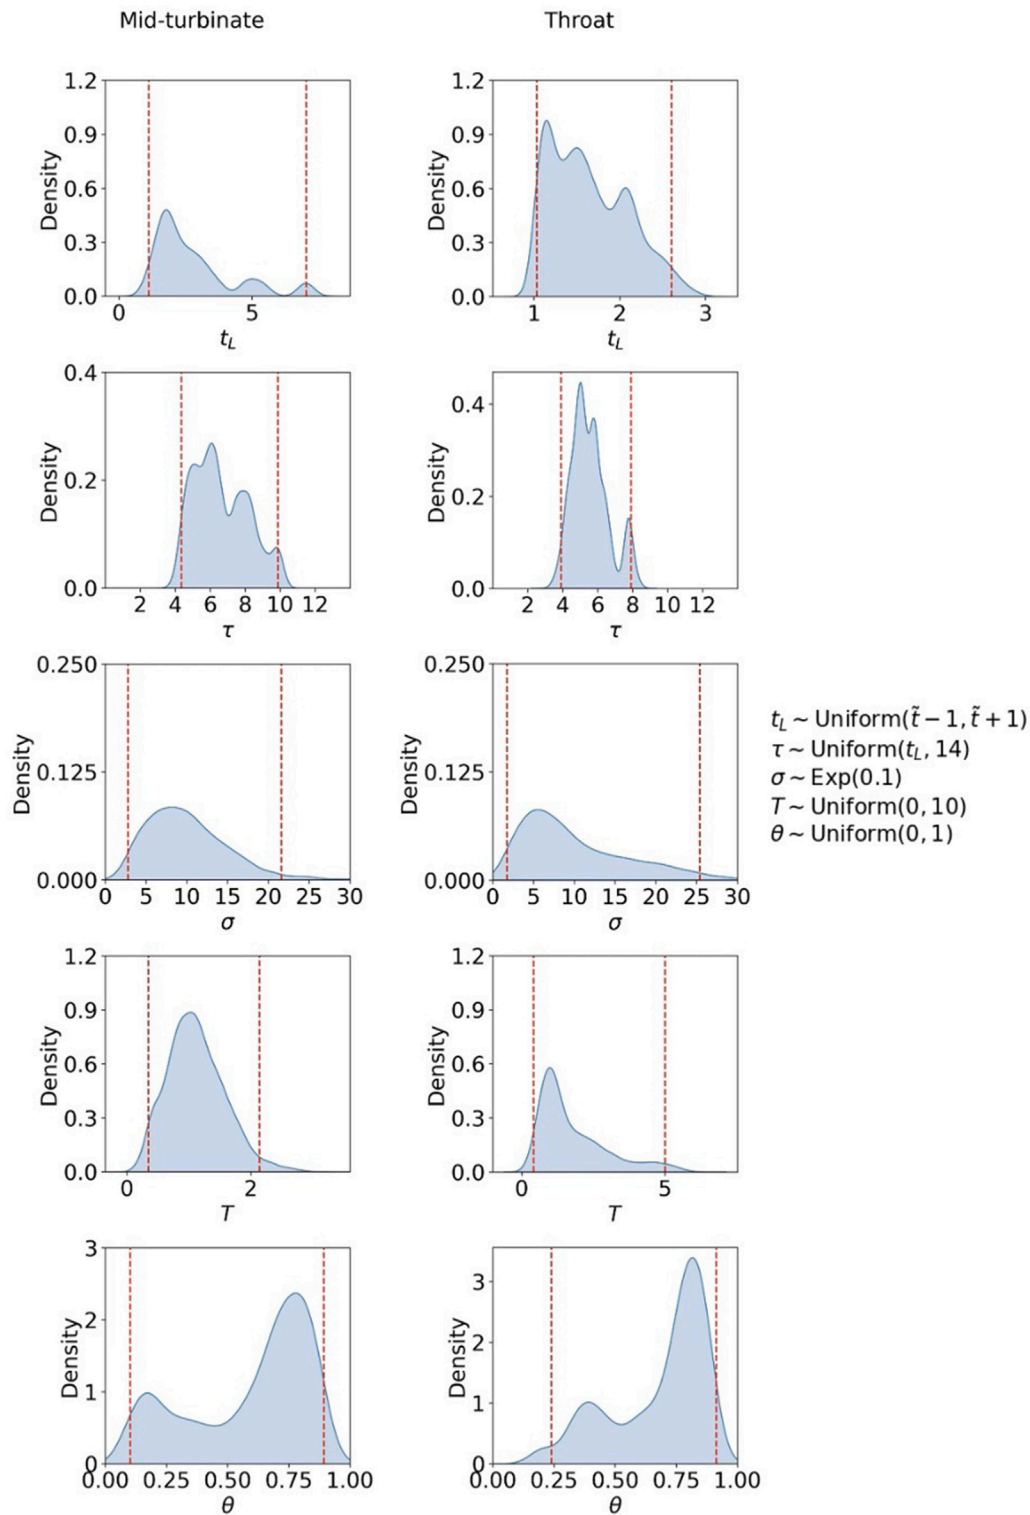 Mid-turbinate Throat
1.2 1.2
0.9 0.9
Density Density
0.6 0.6
0.3 0.3
0.0 0.0
0 5 1 2 3
t_L t_L
0.4 0.4
Density Density
0.2 0.2
0.0 0.0
2 4 6 8 10 12 2 4 6 8 10 12
τ τ
0.250 0.250
Density Density
0.125 0.125
0.000 0.000
0 5 10 15 20 25 30 0 5 10 15 20 25 30
σ σ
t_L ~ Uniform(t̃ − 1, t̃ + 1)
τ ~ Uniform(t_L, 14)
σ ~ Exp(0.1)
T ~ Uniform(0, 10)
θ ~ Uniform(0, 1)
1.2 1.2
0.9 0.9
Density Density
0.6 0.6
0.3 0.3
0.0 0.0
0 2 0 5
T T
3 3
2 2
Density Density
1 1
0 0
0.00 0.25 0.50 0.75 1.00 0.00 0.25 0.50 0.75 1.00
θ θ